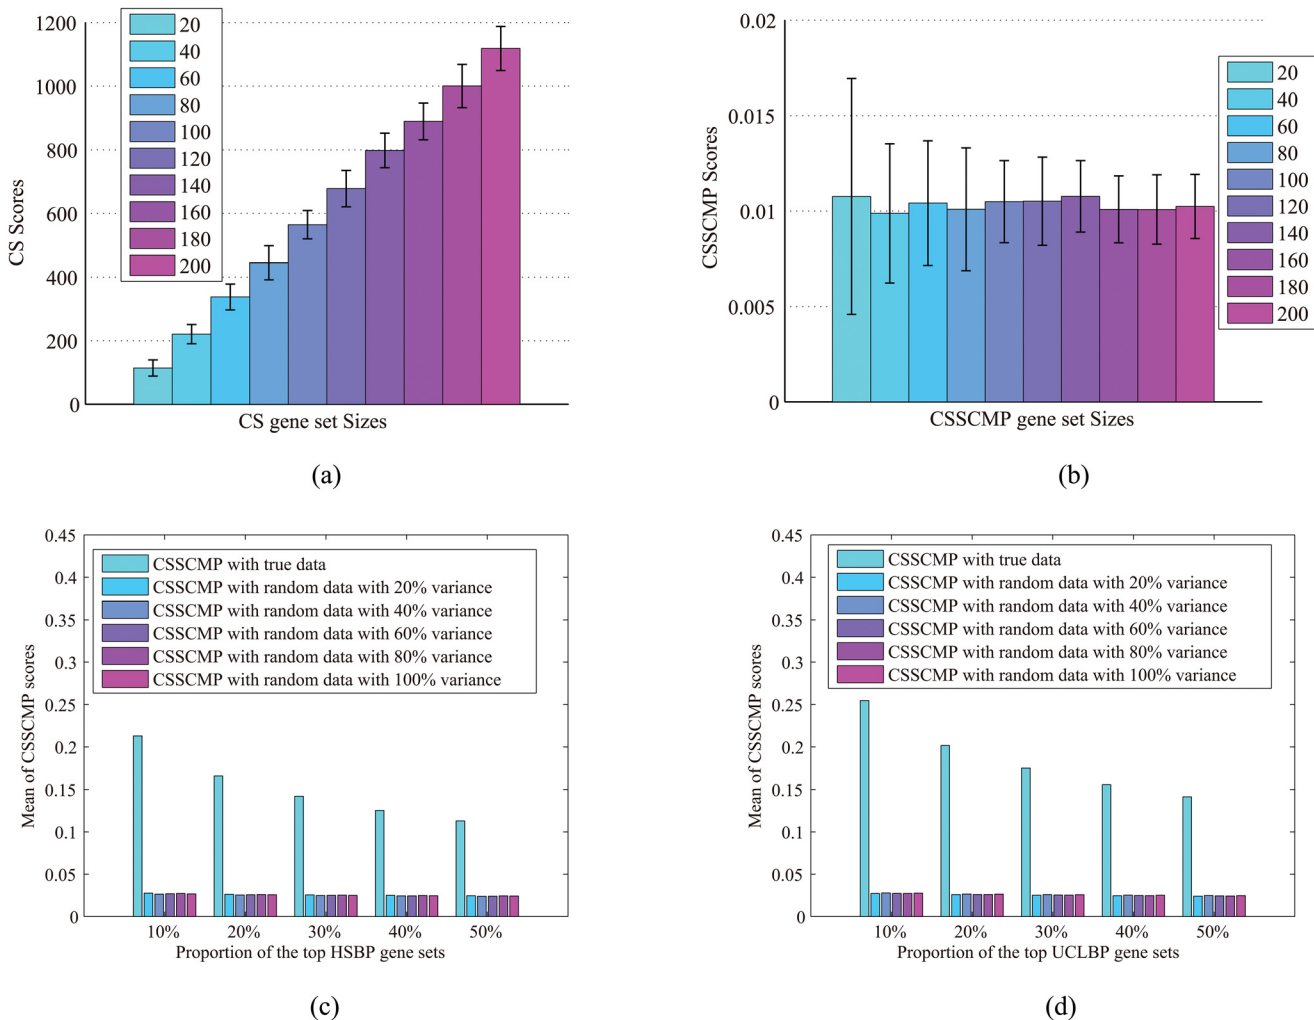 1200
1000
800
600
400
200
0
CS Scores
20
40
60
80
100
120
140
160
180
200
CS gene set Sizes
(a)
0.02
0.015
0.01
0.005
0
CSSCMP Scores
20
40
60
80
100
120
140
160
180
200
CSSCMP gene set Sizes
(b)
0.45
0.4
0.35
0.3
0.25
0.2
0.15
0.1
0.05
0
Mean of CSSCMP scores
CSSCMP with true data
CSSCMP with random data with 20% variance
CSSCMP with random data with 40% variance
CSSCMP with random data with 60% variance
CSSCMP with random data with 80% variance
CSSCMP with random data with 100% variance
10% 20% 30% 40% 50%
Proportion of the top HSBP gene sets
(c)
0.45
0.4
0.35
0.3
0.25
0.2
0.15
0.1
0.05
0
Mean of CSSCMP scores
CSSCMP with true data
CSSCMP with random data with 20% variance
CSSCMP with random data with 40% variance
CSSCMP with random data with 60% variance
CSSCMP with random data with 80% variance
CSSCMP with random data with 100% variance
10% 20% 30% 40% 50%
Proportion of the top UCLBP gene sets
(d)